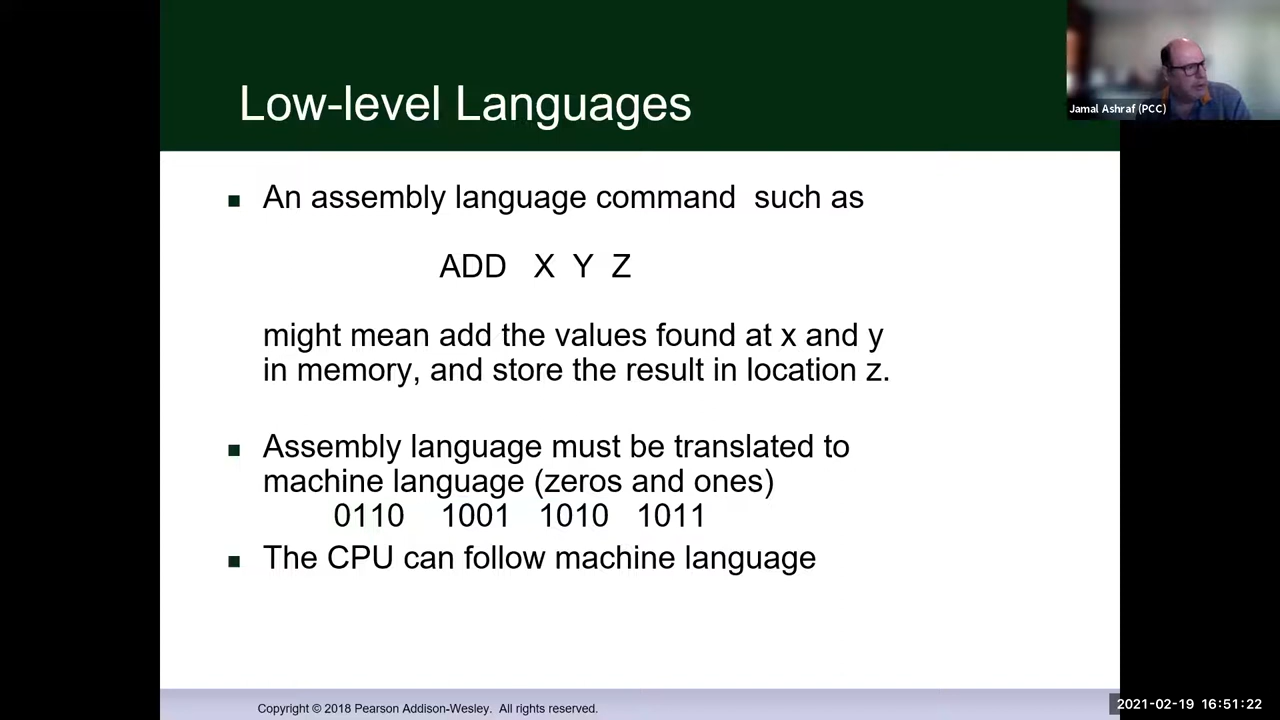 Low-level Languages
Jamal Ashraf (PCC)
An assembly language command such as
ADD X Y Z
might mean add the values found at x and y
in memory, and store the result in location z.
Assembly language must be translated to
machine language (zeros and ones)
0110 1001 1010 1011
The CPU can follow machine language
Copyright © 2018 Pearson Addison-Wesley. All rights reserved.
2021-02-19 16:51:22